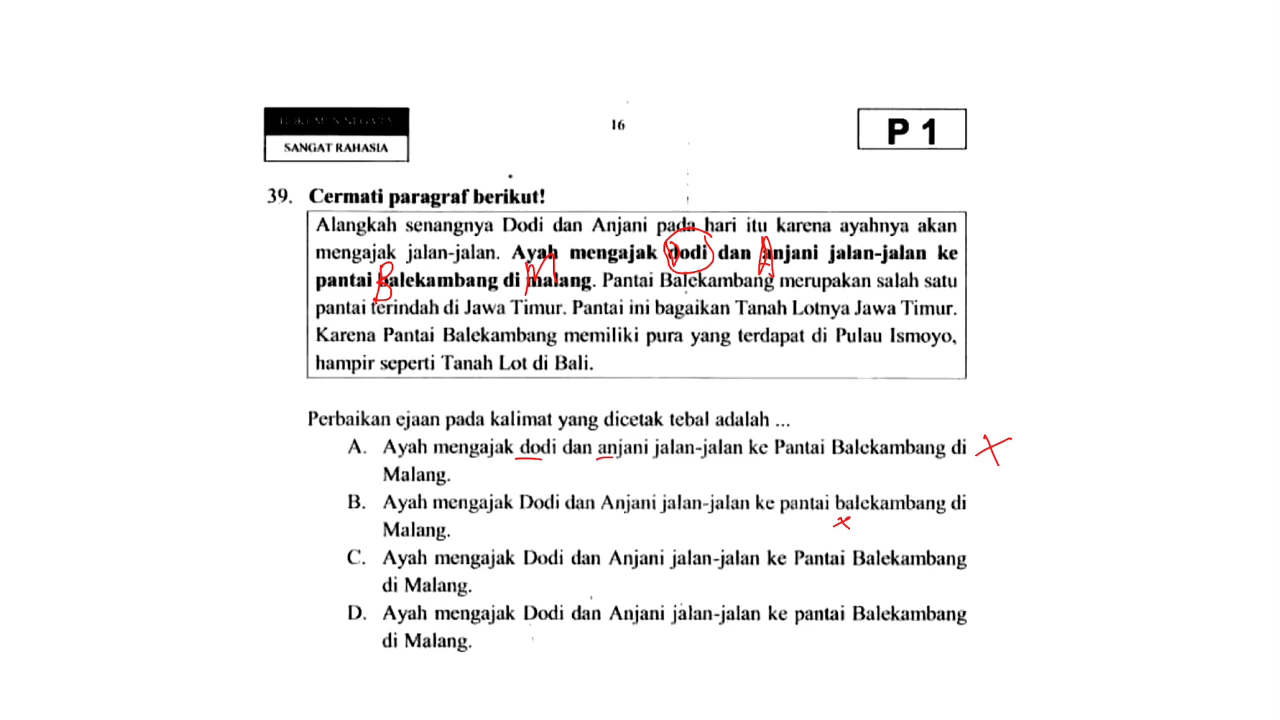 SANGAT RAHASIA
16
P 1
39. Cermati paragraf berikut!
Alangkah senangnya Dodi dan Anjani pada hari itu karena ayahnya akan
mengajak jalan-jalan. Ayah mengajak dodi dan anjani jalan-jalan ke
pantai balekambang di malang. Pantai Balekambang merupakan salah satu
pantai terindah di Jawa Timur. Pantai ini bagaikan Tanah Lotnya Jawa Timur.
Karena Pantai Balekambang memiliki pura yang terdapat di Pulau Ismoyo,
hampir seperti Tanah Lot di Bali.
Perbaikan ejaan pada kalimat yang dicetak tebal adalah ...
A. Ayah mengajak dodi dan anjani jalan-jalan ke Pantai Balekambang di
Malang.
B. Ayah mengajak Dodi dan Anjani jalan-jalan ke pantai balekambang di
Malang.
C. Ayah mengajak Dodi dan Anjani jalan-jalan ke Pantai Balekambang
di Malang.
D. Ayah mengajak Dodi dan Anjani jalan-jalan ke pantai Balekambang
di Malang.